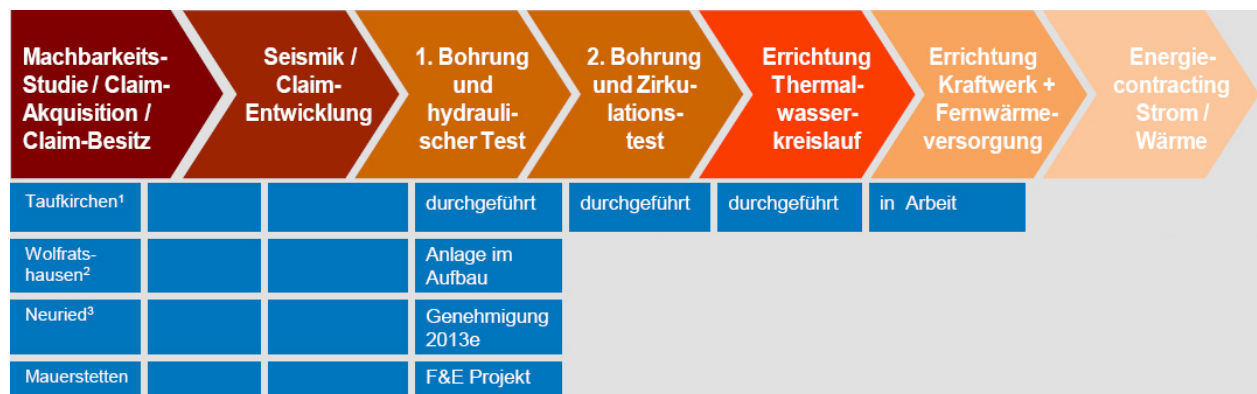 Machbarkeits-
Studie / Claim-
Akquisition /
Claim-Besitz
Seismik /
Claim-
Entwicklung
1. Bohrung
und
hydrauli-
scher Test
2. Bohrung
und Zirku-
lations-
test
Errichtung
Thermal-
wasser-
kreislauf
Errichtung
Kraftwerk +
Fernwärme-
versorgung
Energie-
contracting
Strom /
Wärme
Taufkirchen¹
durchgeführt
durchgeführt
durchgeführt
in Arbeit
Wolfrats-
hausen²
Anlage im
Aufbau
Neuried³
Genehmigung
2013e
Mauerstetten
F&E Projekt